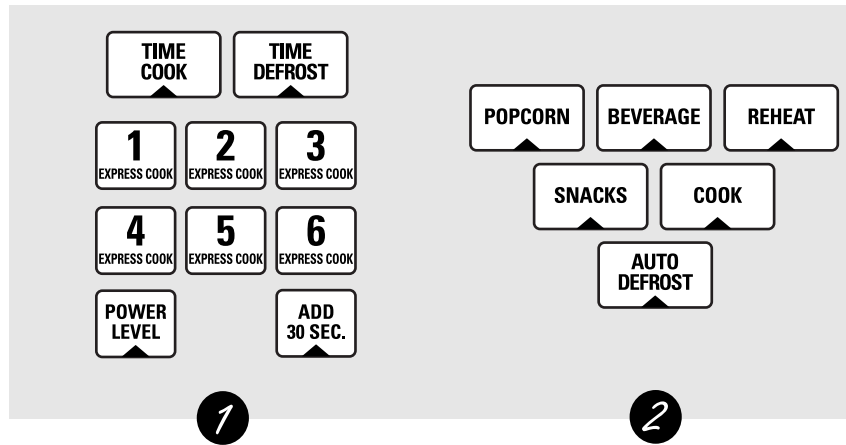 TIME
COOK
TIME
DEFROST
1
EXPRESS COOK
2
EXPRESS COOK
3
EXPRESS COOK
4
EXPRESS COOK
5
EXPRESS COOK
6
EXPRESS COOK
POWER
LEVEL
ADD
30 SEC.
1
POPCORN
BEVERAGE
REHEAT
SNACKS
COOK
AUTO
DEFROST
2